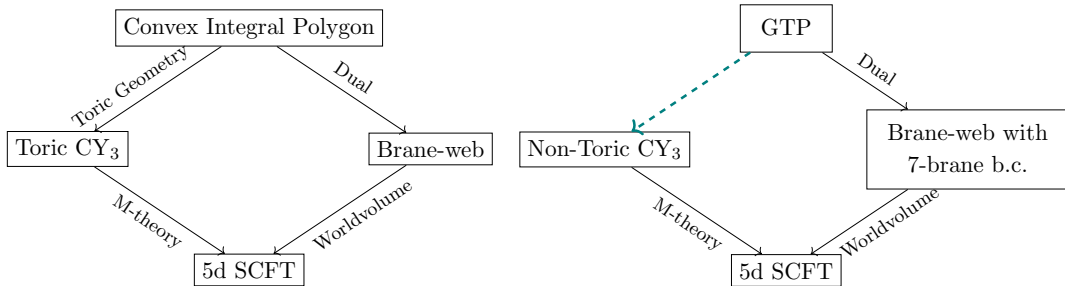 Convex Integral Polygon
Toric Geometry
Dual
Toric CY₃
Brane-web
M-theory
Worldvolume
5d SCFT
GTP
Dual
Non-Toric CY₃
Brane-web with
7-brane b.c.
M-theory
Worldvolume
5d SCFT